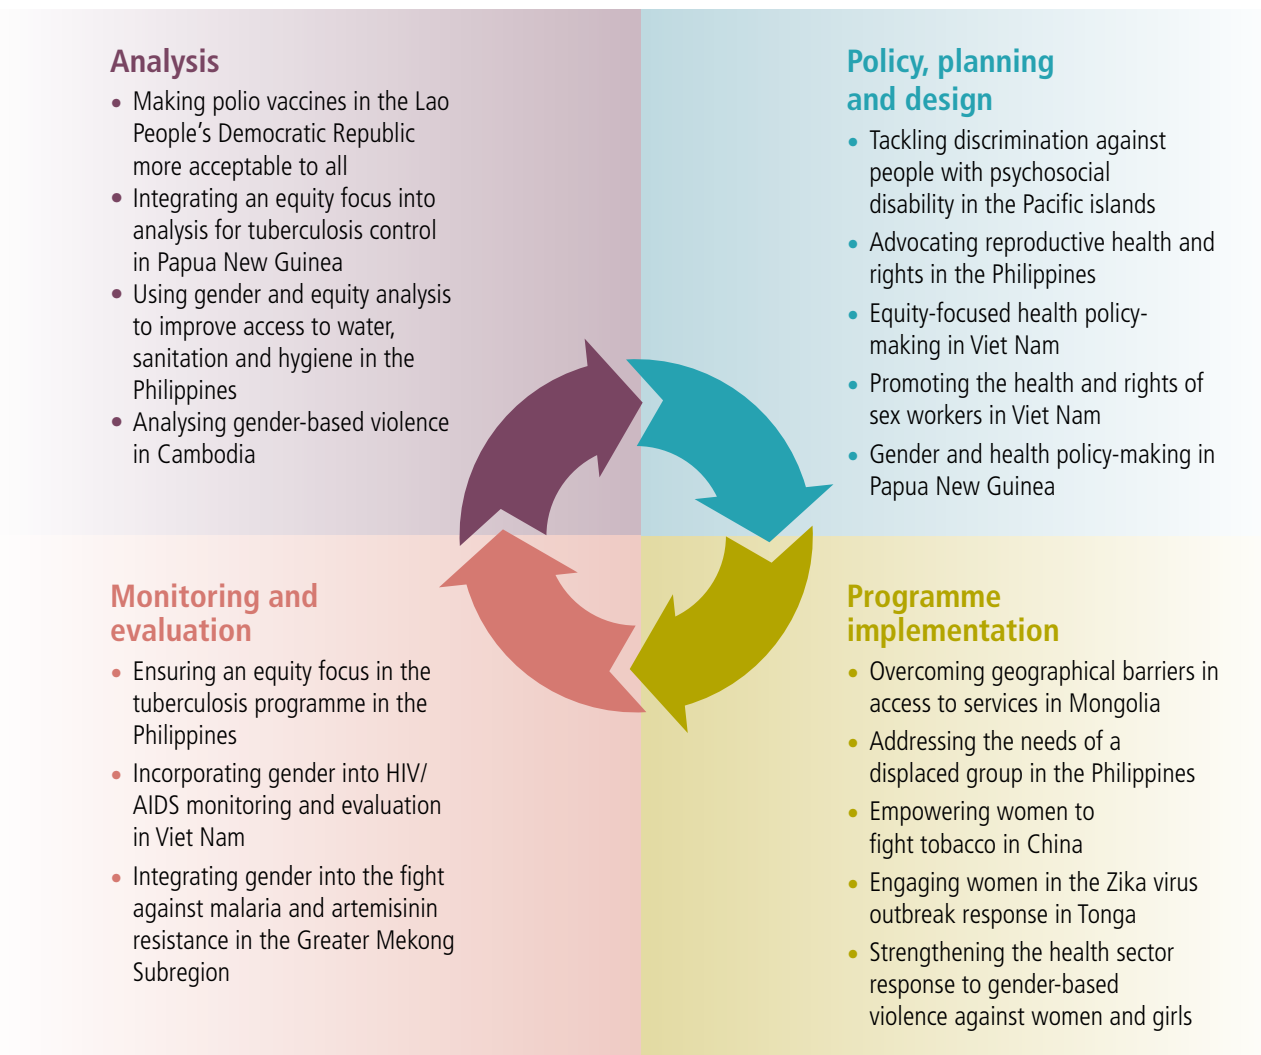 Analysis
• Making polio vaccines in the Lao
People’s Democratic Republic
more acceptable to all
• Integrating an equity focus into
analysis for tuberculosis control
in Papua New Guinea
• Using gender and equity analysis
to improve access to water,
sanitation and hygiene in the
Philippines
• Analysing gender-based violence
in Cambodia
Policy, planning
and design
• Tackling discrimination against
people with psychosocial
disability in the Pacific islands
• Advocating reproductive health and
rights in the Philippines
• Equity-focused health policy-
making in Viet Nam
• Promoting the health and rights of
sex workers in Viet Nam
• Gender and health policy-making in
Papua New Guinea
Monitoring and
evaluation
• Ensuring an equity focus in the
tuberculosis programme in the
Philippines
• Incorporating gender into HIV/
AIDS monitoring and evaluation
in Viet Nam
• Integrating gender into the fight
against malaria and artemisinin
resistance in the Greater Mekong
Subregion
Programme
implementation
• Overcoming geographical barriers in
access to services in Mongolia
• Addressing the needs of a
displaced group in the Philippines
• Empowering women to
fight tobacco in China
• Engaging women in the Zika virus
outbreak response in Tonga
• Strengthening the health sector
response to gender-based
violence against women and girls